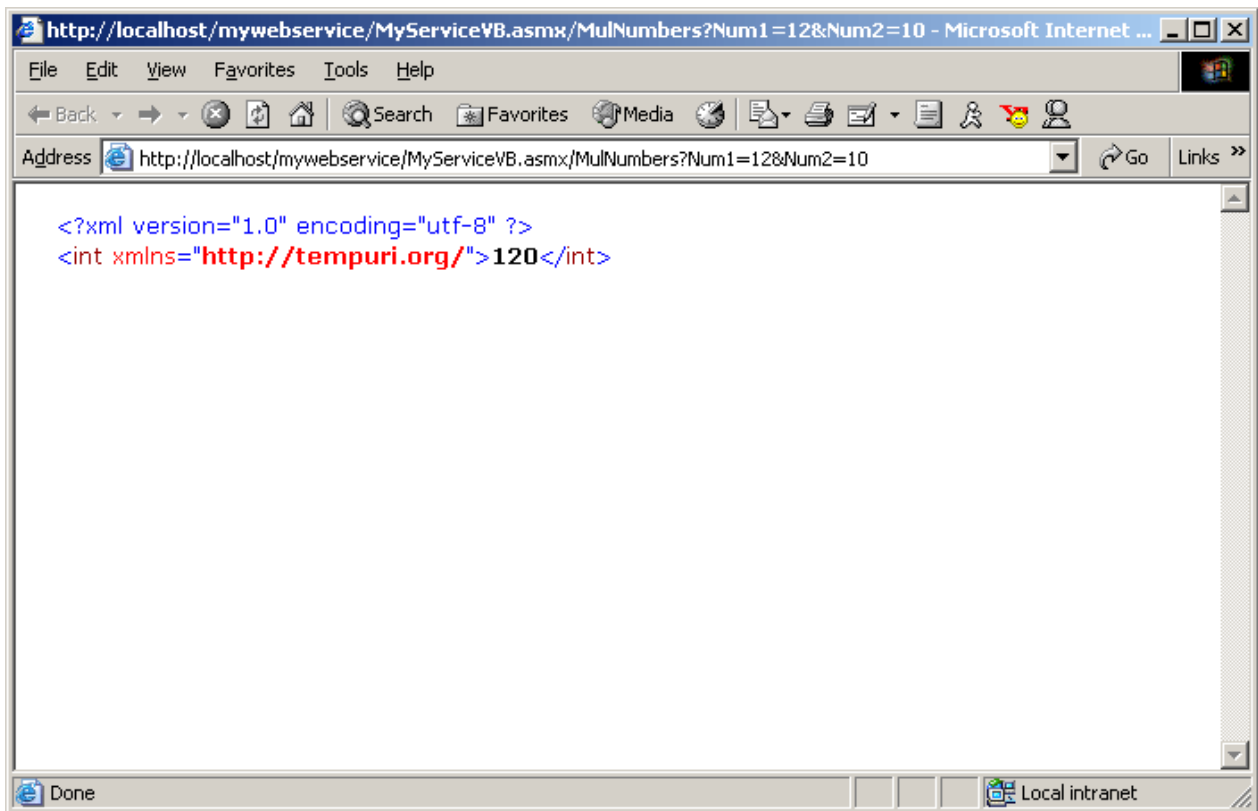 http://localhost/mywebservice/MyServiceVB.asmx/MulNumbers?Num1=12&Num2=10 - Microsoft Internet ...
File Edit View Favorites Tools Help
Back Search Favorites Media
Address http://localhost/mywebservice/MyServiceVB.asmx/MulNumbers?Num1=12&Num2=10 Go Links »
<?xml version="1.0" encoding="utf-8" ?>
<int xmlns="http://tempuri.org/">120</int>
Done Local intranet